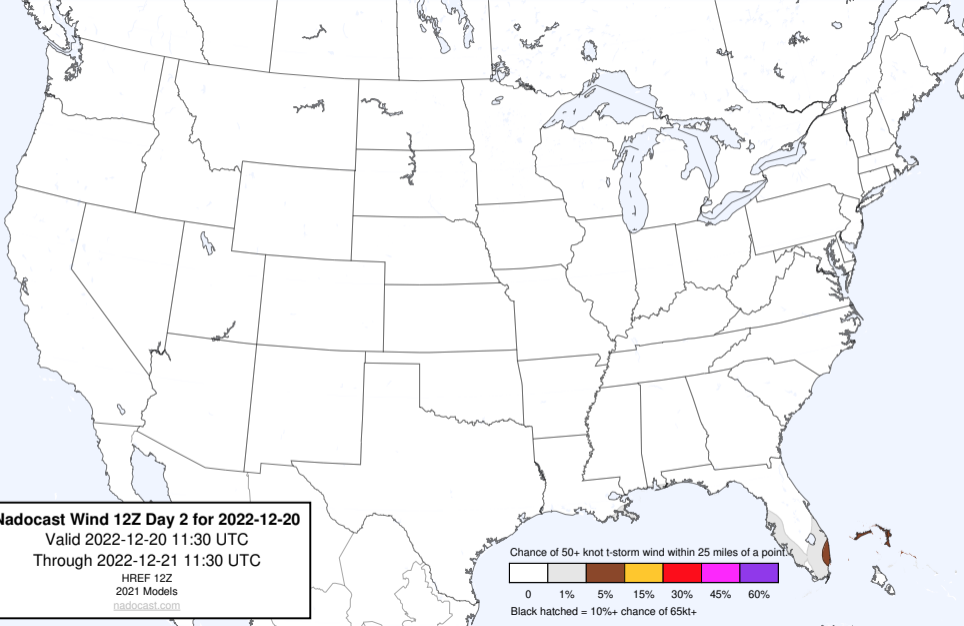 Nadocast Wind 12Z Day 2 for 2022-12-20
Valid 2022-12-20 11:30 UTC
Through 2022-12-21 11:30 UTC
HREF 12Z
2021 Models
nadocast.com
Chance of 50+ knot t-storm wind within 25 miles of a point.
0 1% 5% 15% 30% 45% 60%
Black hatched = 10%+ chance of 65kt+